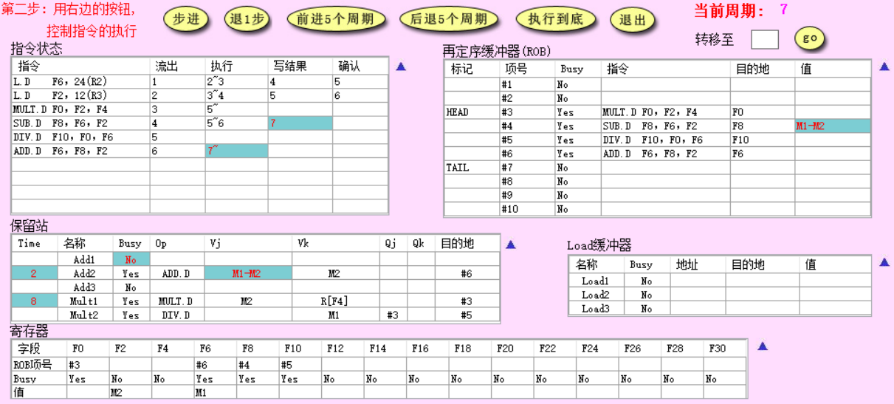 第二步：用右边的按钮，
控制指令的执行
步进 退1步 前进5个周期 后退5个周期 执行到底 退出
当前周期： 7
转移至 go
指令状态
指令 流出 执行 写结果 确认
L.D F6, 24(R2) 1 2~3 4 5
L.D F2, 12(R3) 2 3~4 5 6
MULT.D F0, F2, F4 3 5~
SUB.D F8, F6, F2 4 5~6 7
DIV.D F10, F0, F6 5
ADD.D F6, F8, F2 6 7~
再定序缓冲器(ROB)
标记 项号 Busy 指令 目的地 值
#1 No
#2 No
HEAD #3 Yes MULT.D F0, F2, F4 F0
#4 Yes SUB.D F8, F6, F2 F8 M1-M2
#5 Yes DIV.D F10, F0, F6 F10
#6 Yes ADD.D F6, F8, F2 F6
TAIL #7 No
#8 No
#9 No
#10 No
保留站
Time 名称 Busy Op Vj Vk Qj Qk 目的地
Add1 No
2 Add2 Yes ADD.D M1-M2 M2 #6
Add3 No
8 Mult1 Yes MULT.D M2 R[F4] #3
Mult2 Yes DIV.D M1 #3 #5
Load缓冲器
名称 Busy 地址 目的地 值
Load1 No
Load2 No
Load3 No
寄存器
字段 F0 F2 F4 F6 F8 F10 F12 F14 F16 F18 F20 F22 F24 F26 F28 F30
ROB项号 #3 #6 #4 #5
Busy Yes No No Yes Yes Yes No No No No No No No No No No
值 M2 M1